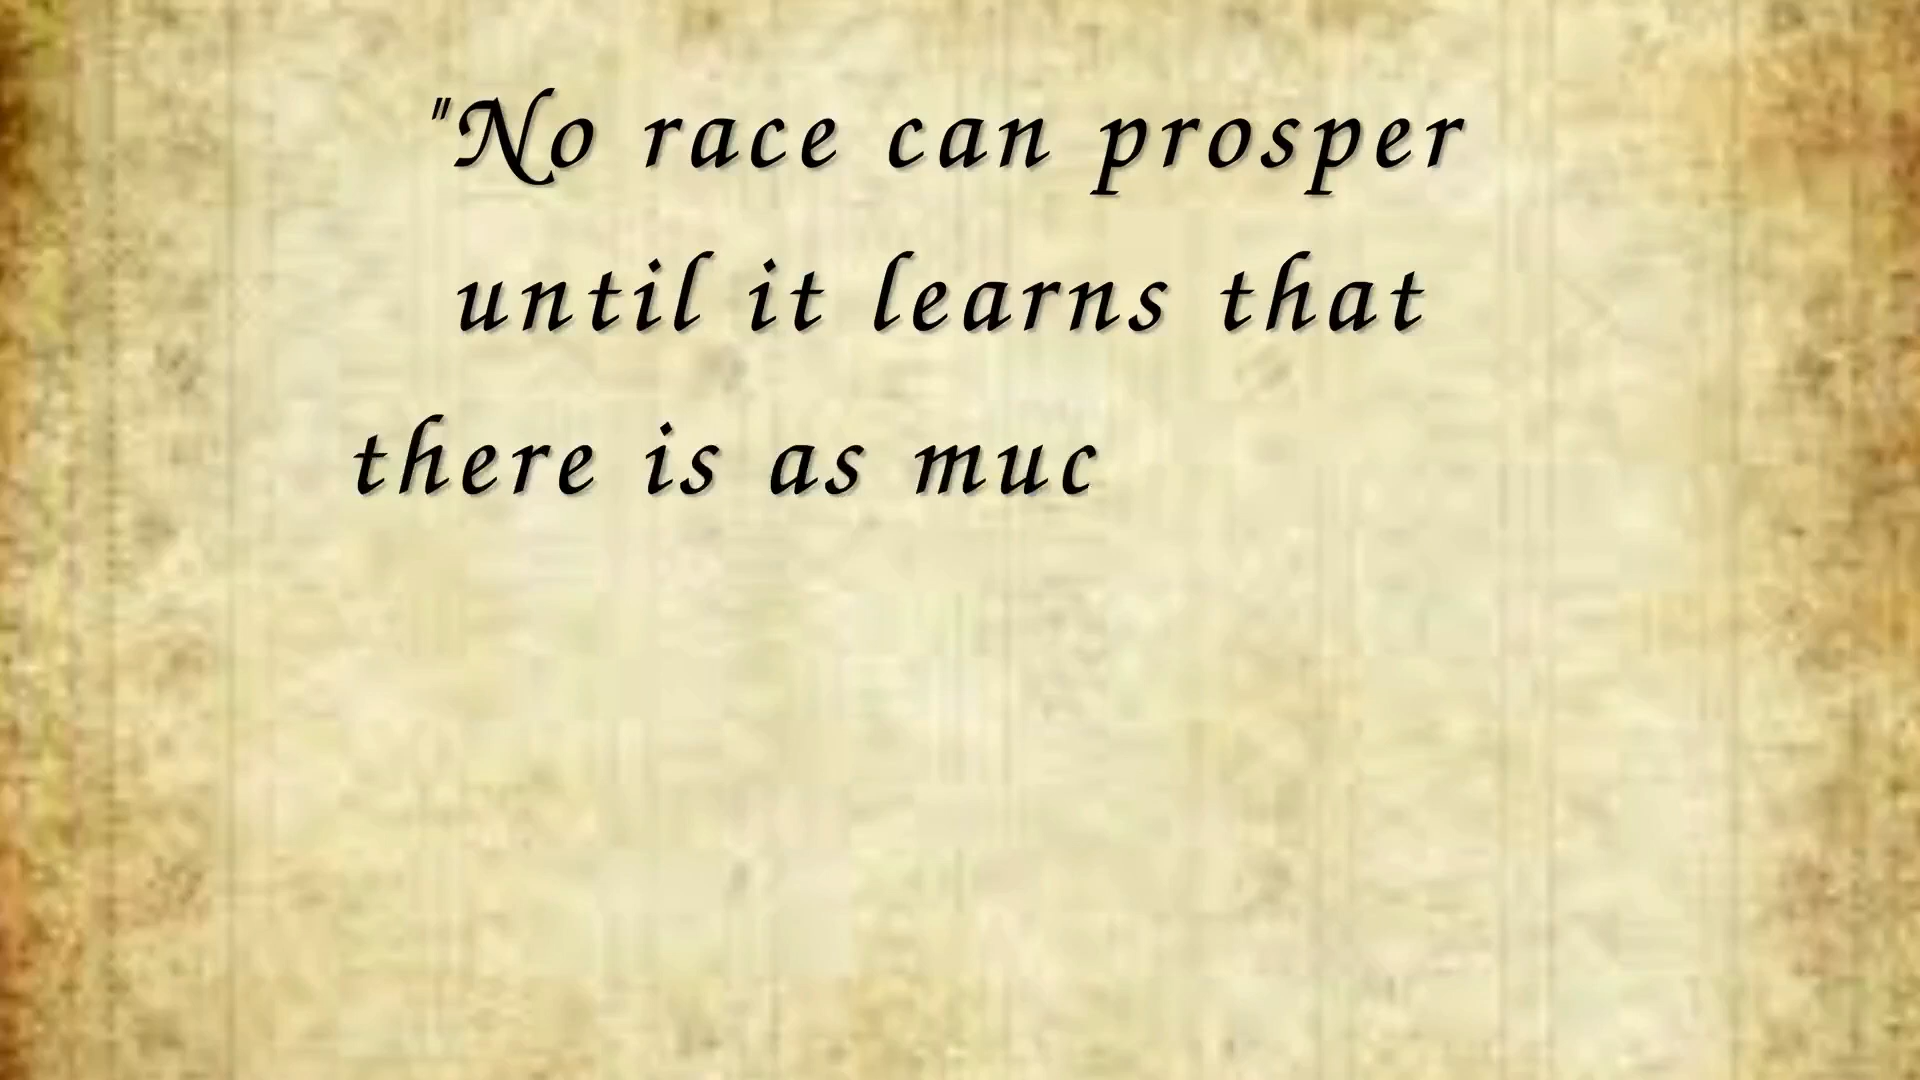 "No race can prosper
until it learns that
there is as muc